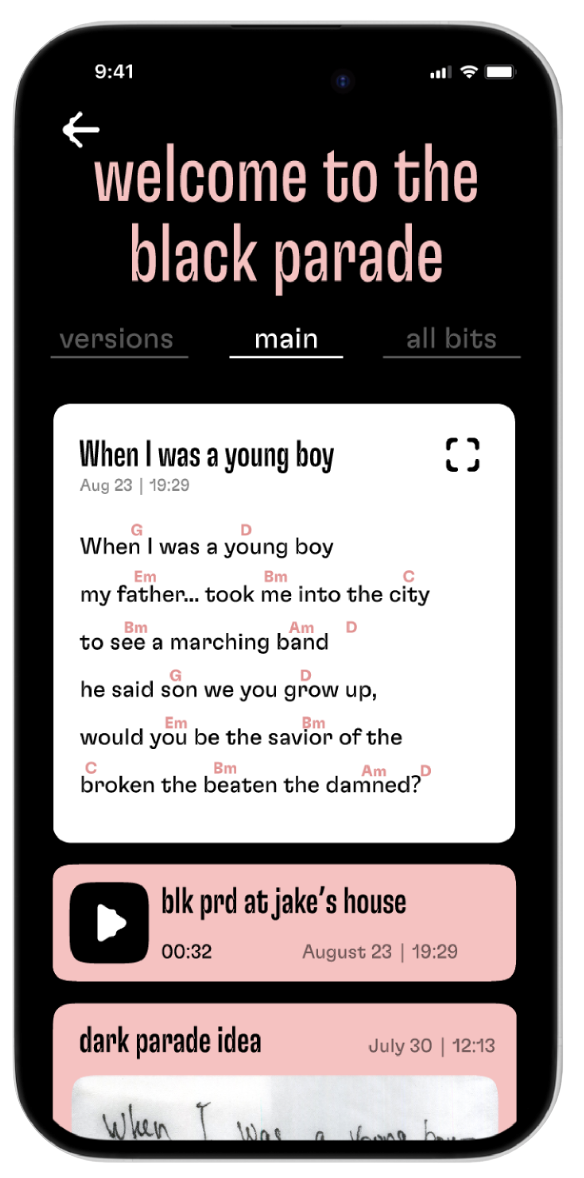 9:41
welcome to the
black parade
versions main all bits
When I was a young boy
Aug 23 | 19:29
G D
When I was a young boy
Em Bm C
my father... took me into the city
Bm Am D
to see a marching band
G D
he said son we you grow up,
Em Bm
would you be the savior of the
C Bm Am D
broken the beaten the damned?
blk prd at jake's house
00:32 August 23 | 19:29
dark parade idea July 30 | 12:13
When I was a young boy